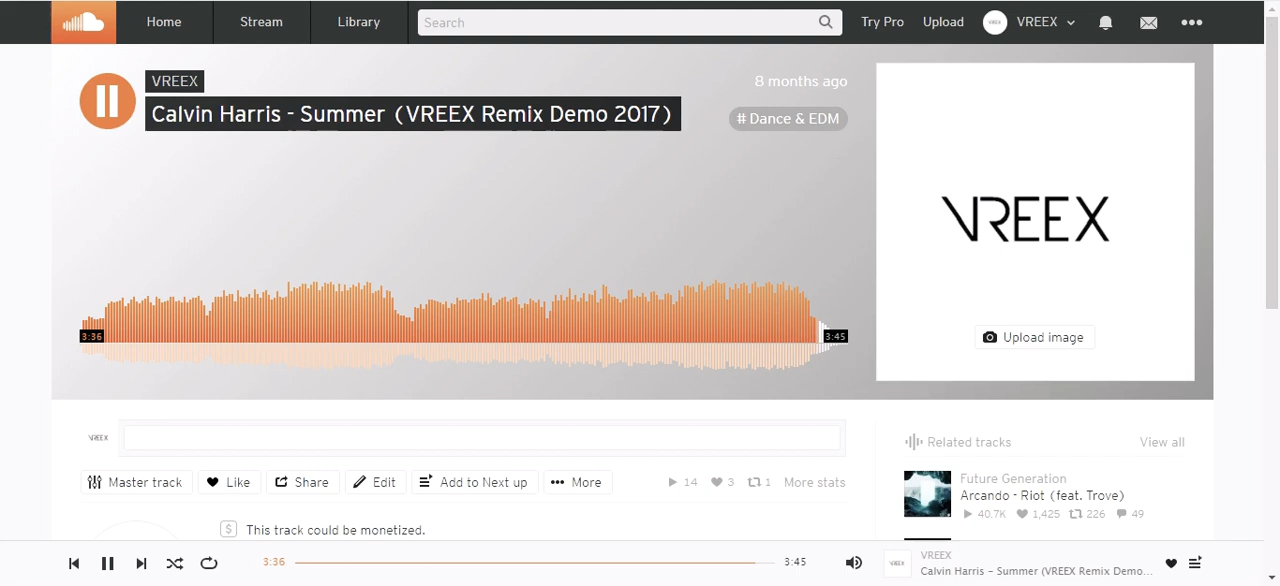 Home Stream Library Search Try Pro Upload VREEX VREEX
VREEX
8 months ago
Calvin Harris - Summer (VREEX Remix Demo 2017)
# Dance & EDM
VREEX
Upload image
3:36
3:45
VREEX
Related tracks View all
Master track Like Share Edit Add to Next up More 14 3 1 More stats
Future Generation
Arcando - Riot (feat. Trove)
40.7K 1,425 226 49
$ This track could be monetized.
3:36 3:45
VREEX
VREEX
Calvin Harris – Summer (VREEX Remix Demo...